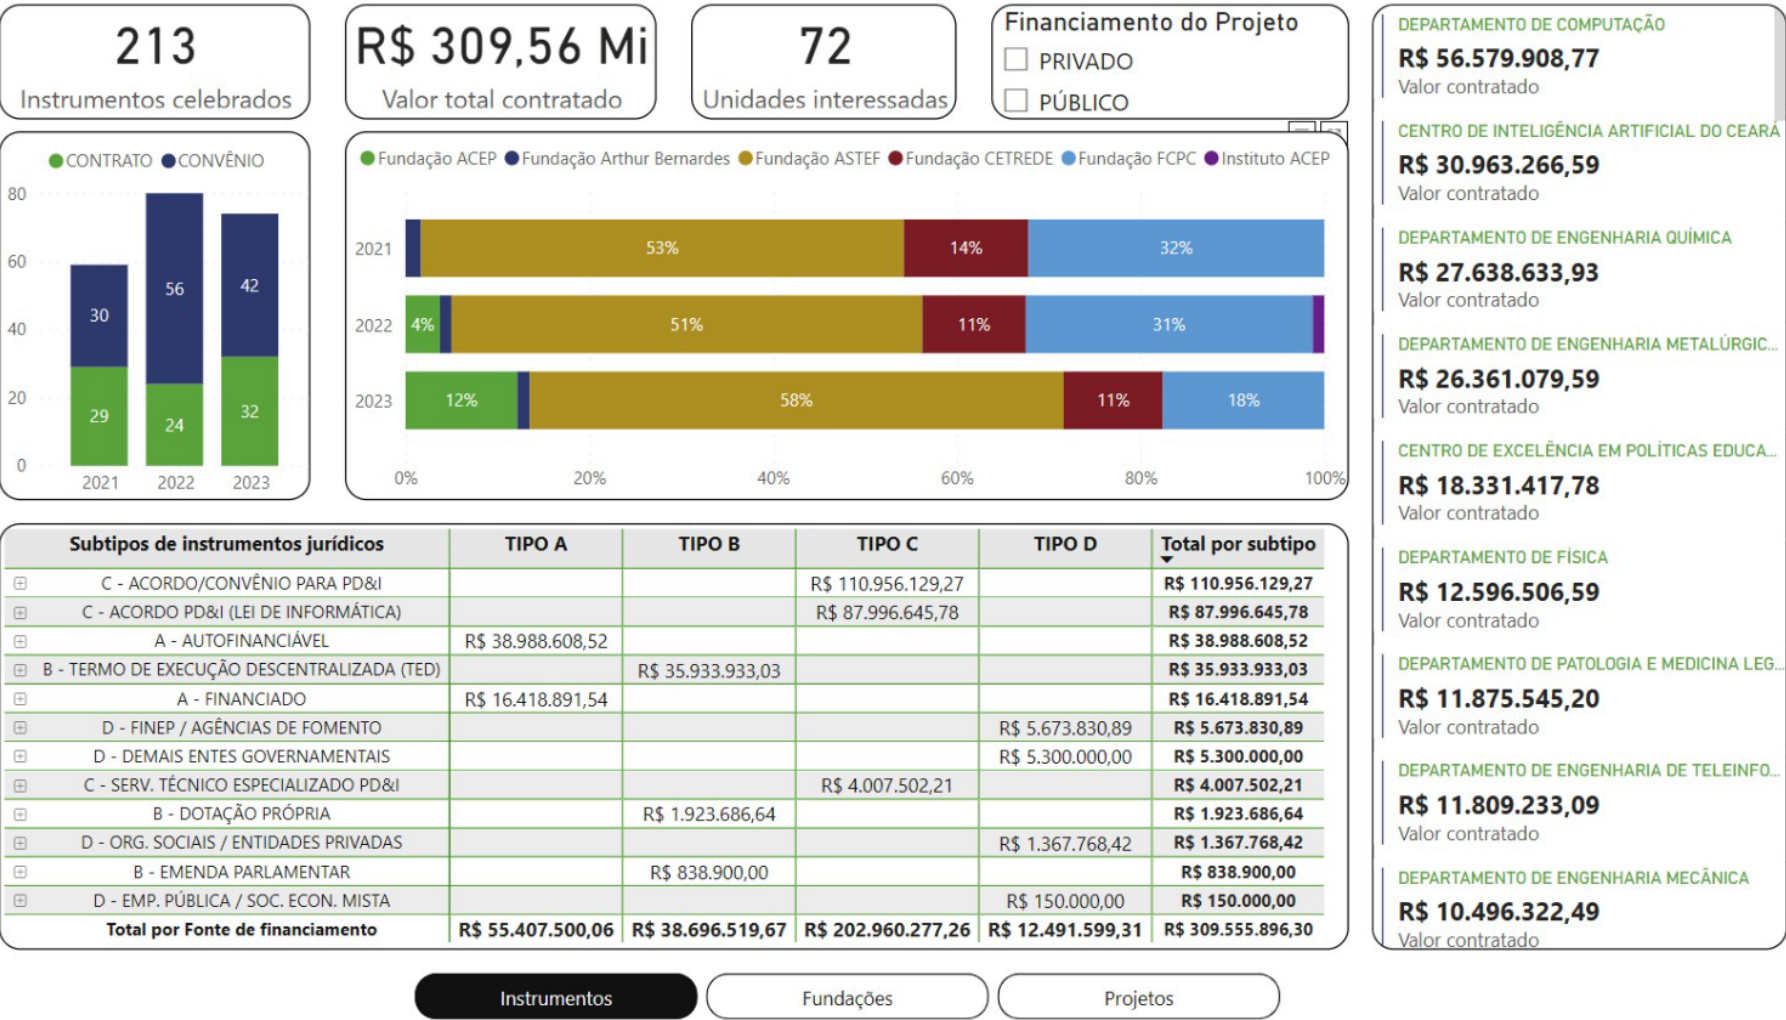 213
Instrumentos celebrados
R$ 309,56 Mi
Valor total contratado
72
Unidades interessadas
Financiamento do Projeto
PRIVADO
PÚBLICO
CONTRATO CONVÊNIO
80
60
40
20
0
30
29
56
24
42
32
2021 2022 2023
Fundação ACEP Fundação Arthur Bernardes Fundação ASTEF Fundação CETREDE Fundação FCPC Instituto ACEP
2021 53% 14% 32%
2022 4% 51% 11% 31%
2023 12% 58% 11% 18%
0% 20% 40% 60% 80% 100%
Subtipos de instrumentos jurídicos TIPO A TIPO B TIPO C TIPO D Total por subtipo
C - ACORDO/CONVÊNIO PARA PD&I R$ 110.956.129,27 R$ 110.956.129,27
C - ACORDO PD&I (LEI DE INFORMÁTICA) R$ 87.996.645,78 R$ 87.996.645,78
A - AUTOFINANCIÁVEL R$ 38.988.608,52 R$ 38.988.608,52
B - TERMO DE EXECUÇÃO DESCENTRALIZADA (TED) R$ 35.933.933,03 R$ 35.933.933,03
A - FINANCIADO R$ 16.418.891,54 R$ 16.418.891,54
D - FINEP / AGÊNCIAS DE FOMENTO R$ 5.673.830,89 R$ 5.673.830,89
D - DEMAIS ENTES GOVERNAMENTAIS R$ 5.300.000,00 R$ 5.300.000,00
C - SERV. TÉCNICO ESPECIALIZADO PD&I R$ 4.007.502,21 R$ 4.007.502,21
B - DOTAÇÃO PRÓPRIA R$ 1.923.686,64 R$ 1.923.686,64
D - ORG. SOCIAIS / ENTIDADES PRIVADAS R$ 1.367.768,42 R$ 1.367.768,42
B - EMENDA PARLAMENTAR R$ 838.900,00 R$ 838.900,00
D - EMP. PÚBLICA / SOC. ECON. MISTA R$ 150.000,00 R$ 150.000,00
Total por Fonte de financiamento R$ 55.407.500,06 R$ 38.696.519,67 R$ 202.960.277,26 R$ 12.491.599,31 R$ 309.555.896,30
DEPARTAMENTO DE COMPUTAÇÃO
R$ 56.579.908,77
Valor contratado
CENTRO DE INTELIGÊNCIA ARTIFICIAL DO CEARÁ
R$ 30.963.266,59
Valor contratado
DEPARTAMENTO DE ENGENHARIA QUÍMICA
R$ 27.638.633,93
Valor contratado
DEPARTAMENTO DE ENGENHARIA METALÚRGIC...
R$ 26.361.079,59
Valor contratado
CENTRO DE EXCELÊNCIA EM POLÍTICAS EDUCA...
R$ 18.331.417,78
Valor contratado
DEPARTAMENTO DE FÍSICA
R$ 12.596.506,59
Valor contratado
DEPARTAMENTO DE PATOLOGIA E MEDICINA LEG...
R$ 11.875.545,20
Valor contratado
DEPARTAMENTO DE ENGENHARIA DE TELEINFO...
R$ 11.809.233,09
Valor contratado
DEPARTAMENTO DE ENGENHARIA MECÂNICA
R$ 10.496.322,49
Valor contratado
Instrumentos
Fundações
Projetos